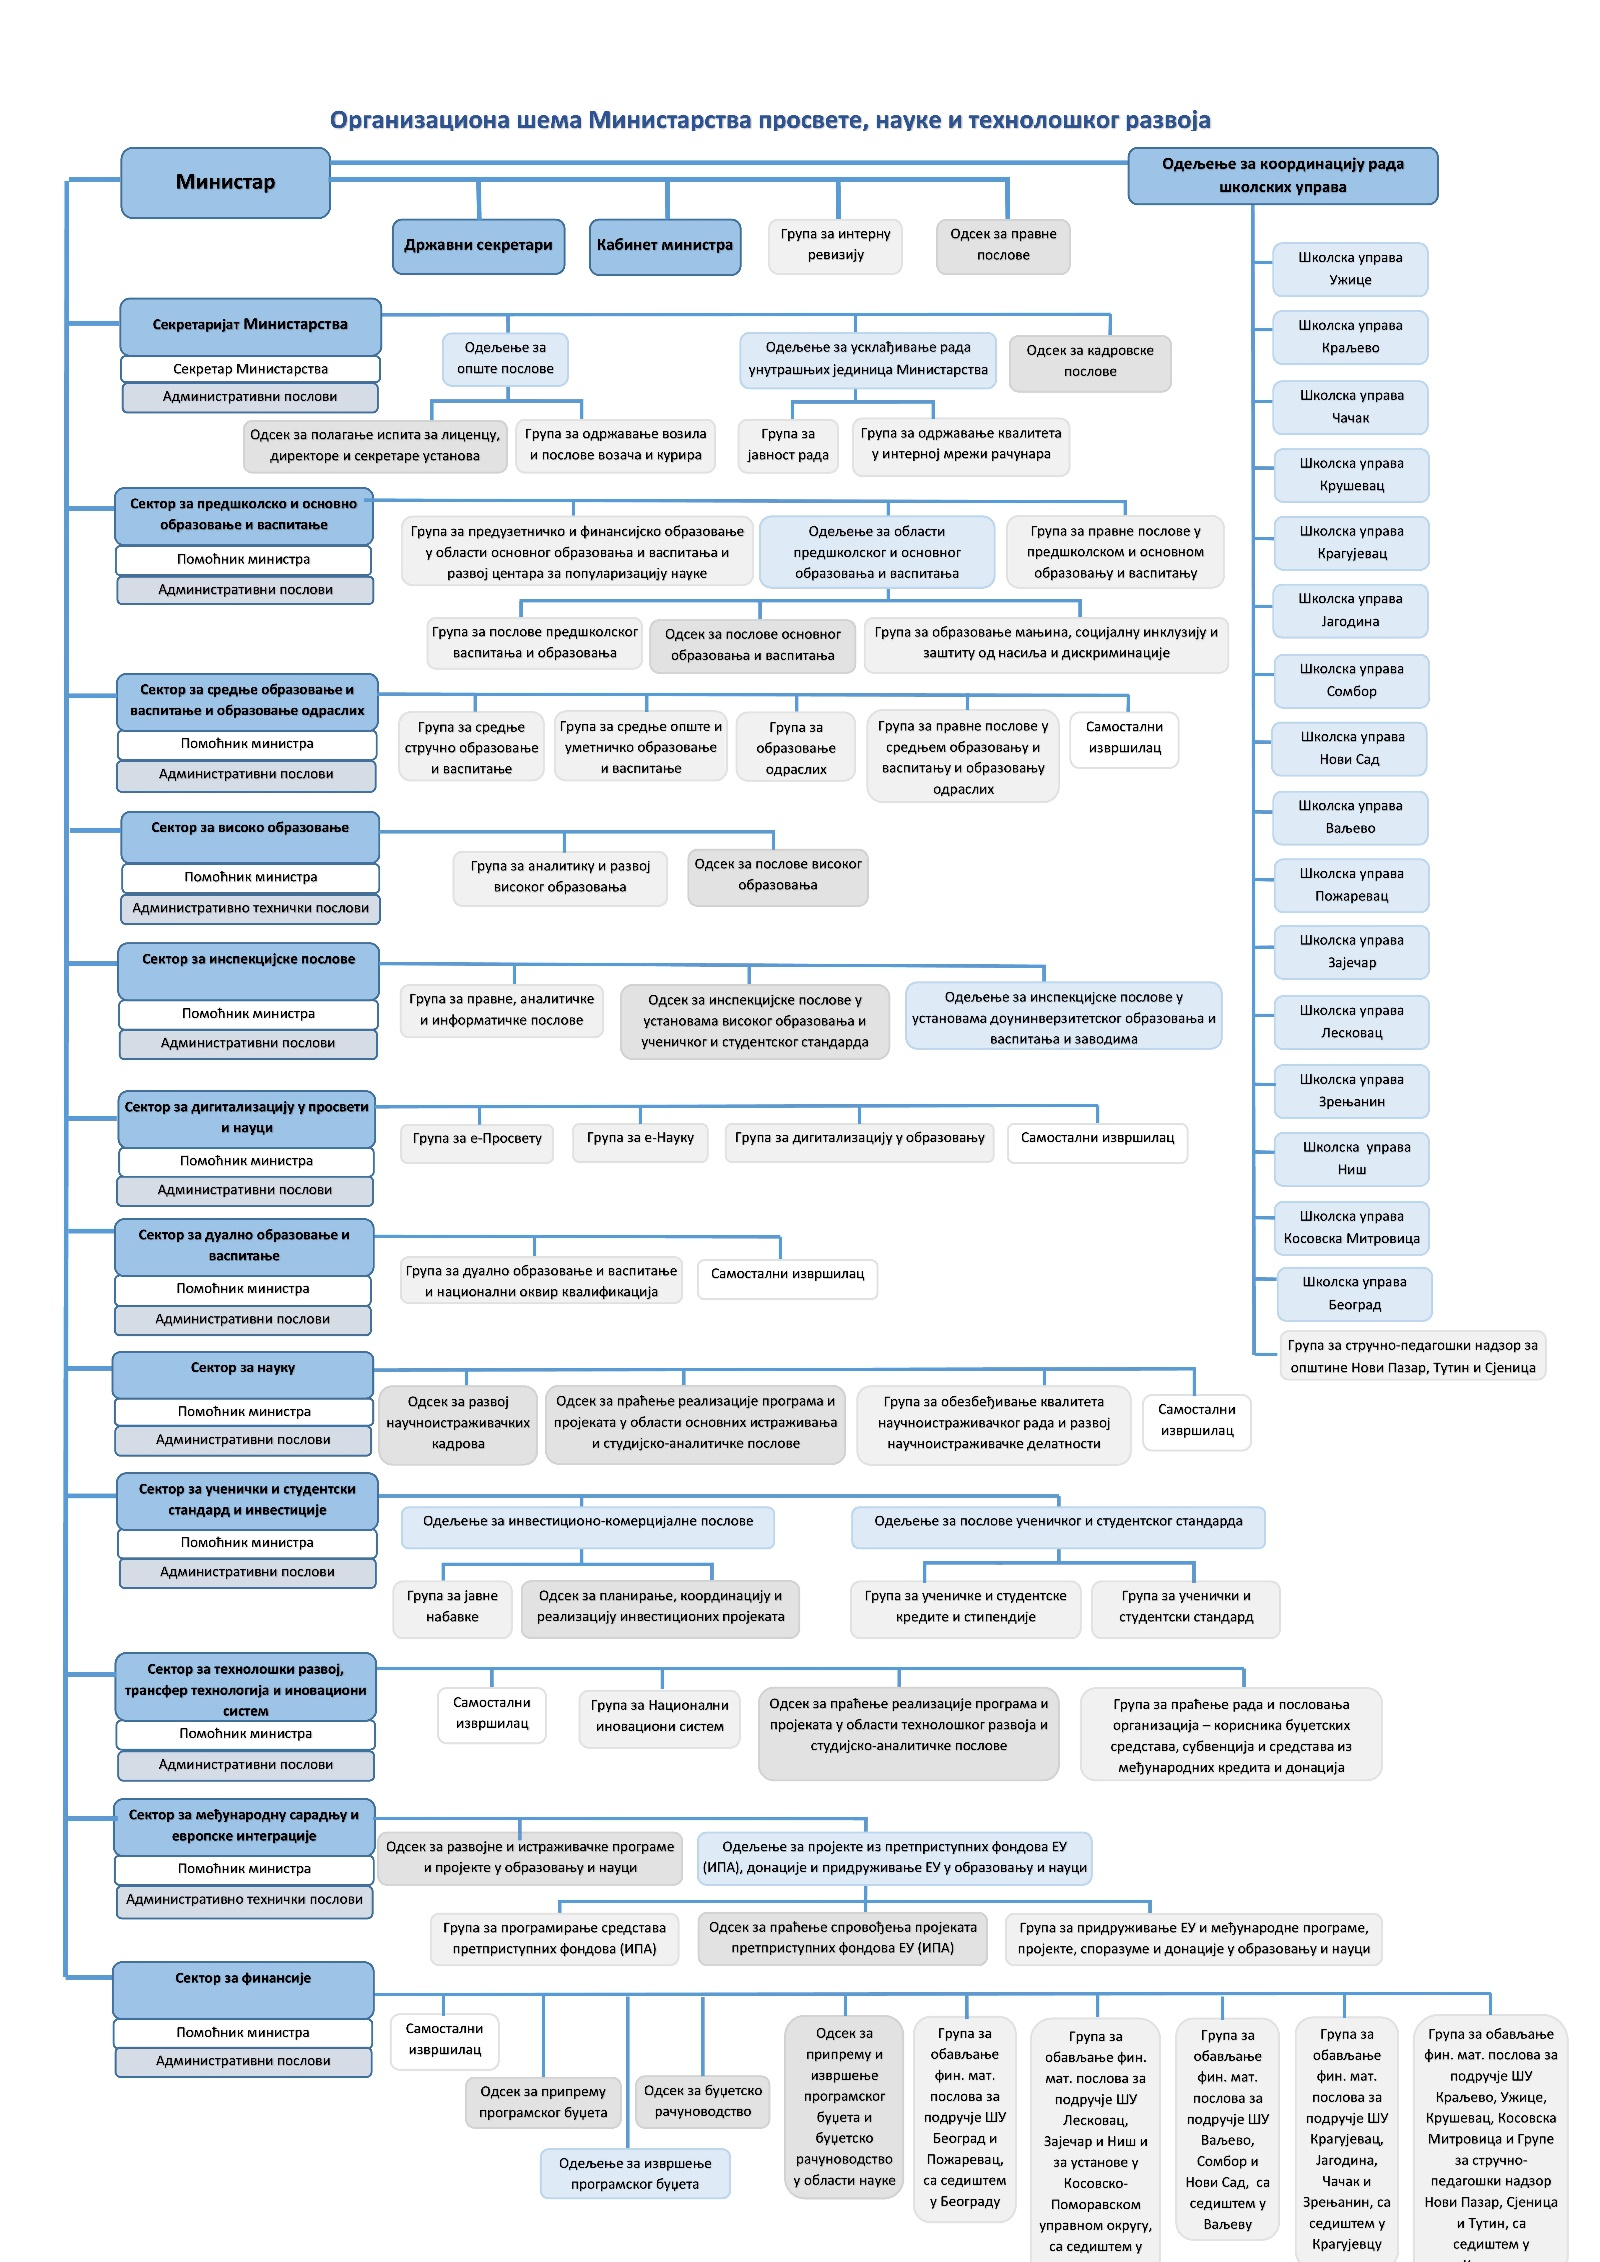 Организациона шема Министарства просвете, науке и технолошког развоја
Министар
Одељење за координацију рада
школских управа
Државни секретари
Кабинет министра
Група за интерну
ревизију
Одсек за правне
послове
Школска управа
Ужице
Школска управа
Краљево
Школска управа
Чачак
Школска управа
Крушевац
Школска управа
Крагујевац
Школска управа
Јагодина
Школска управа
Сомбор
Школска управа
Нови Сад
Школска управа
Ваљево
Школска управа
Пожаревац
Школска управа
Зајечар
Школска управа
Лесковац
Школска управа
Зрењанин
Школска управа
Ниш
Школска управа
Косовска Митровица
Школска управа
Београд
Група за стручно-педагошки надзор за
општине Нови Пазар, Тутин и Сјеница
Секретаријат Министарства
Секретар Министарства
Административни послови
Одељење за
опште послове
Одељење за усклађивање рада
унутрашњих јединица Министарства
Одсек за кадровске
послове
Одсек за полагање испита за лиценцу,
директоре и секретаре установа
Група за одржавање возила
и послове возача и курира
Група за
јавност рада
Група за одржавање квалитета
у интерној мрежи рачунара
Сектор за предшколско и основно
образовање и васпитање
Помоћник министра
Административни послови
Група за предузетничко и финансијско образовање
у области основног образовања и васпитања и
развој центара за популаризацију науке
Одељење за области
предшколског и основног
образовања и васпитања
Група за правне послове у
предшколском и основном
образовању и васпитању
Група за послове предшколског
васпитања и образовања
Одсек за послове основног
образовања и васпитања
Група за образовање мањина, социјалну инклузију и
заштиту од насиља и дискриминације
Сектор за средње образовање и
васпитање и образовање одраслих
Помоћник министра
Административни послови
Група за средње
стручно образовање
и васпитање
Група за средње опште и
уметничко образовање
и васпитање
Група за
образовање
одраслих
Група за правне послове у
средњем образовању и
васпитању и образовању
одраслих
Самостални
извршилац
Сектор за високо образовање
Помоћник министра
Административно технички послови
Група за аналитику и развој
високог образовања
Одсек за послове високог
образовања
Сектор за инспекцијске послове
Помоћник министра
Административни послови
Група за правне, аналитичке
и информатичке послове
Одсек за инспекцијске послове у
установама високог образовања и
ученичког и студентског стандарда
Одељење за инспекцијске послове у
установама доунинверзитетског образовања и
васпитања и заводима
Сектор за дигитализацију у просвети
и науци
Помоћник министра
Административни послови
Група за е-Просвету
Група за е-Науку
Група за дигитализацију у образовању
Самостални извршилац
Сектор за дуално образовање и
васпитање
Помоћник министра
Административни послови
Група за дуално образовање и васпитање
и национални оквир квалификација
Самостални извршилац
Сектор за науку
Помоћник министра
Административни послови
Одсек за развој
научноистраживачких
кадрова
Одсек за праћење реализације програма и
пројеката у области основних истраживања
и студијско-аналитичке послове
Група за обезбеђивање квалитета
научноистраживачког рада и развој
научноистраживачке делатности
Самостални
извршилац
Сектор за ученички и студентски
стандард и инвестиције
Помоћник министра
Административни послови
Одељење за инвестиционо-комерцијалне послове
Одељење за послове ученичког и студентског стандарда
Група за јавне
набавке
Одсек за планирање, координацију и
реализацију инвестиционих пројеката
Група за ученичке и студентске
кредите и стипендије
Група за ученички и
студентски стандард
Сектор за технолошки развој,
трансфер технологија и иновациони
систем
Помоћник министра
Административни послови
Самостални
извршилац
Група за Национални
иновациони систем
Одсек за праћење реализације програма и
пројеката у области технолошког развоја и
студијско-аналитичке послове
Група за праћење рада и пословања
организација – корисника буџетских
средстава, субвенција и средстава из
међународних кредита и донација
Сектор за међународну сарадњу и
европске интеграције
Помоћник министра
Административно технички послови
Одсек за развојне и истраживачке програме
и пројекте у образовању и науци
Одељење за пројекте из претприступних фондова ЕУ
(ИПА), донације и придруживање ЕУ у образовању и науци
Група за програмирање средстава
претприступних фондова (ИПА)
Одсек за праћење спровођења пројеката
претприступних фондова ЕУ (ИПА)
Група за придруживање ЕУ и међународне програме,
пројекте, споразуме и донације у образовању и науци
Сектор за финансије
Помоћник министра
Административни послови
Самостални
извршилац
Одсек за припрему
програмског буџета
Одељење за извршење
програмског буџета
Одсек за буџетско
рачуноводство
Одсек за
припрему и
извршење
програмског
буџета и
буџетско
рачуноводство
у области науке
Група за
обављање
фин. мат.
послова за
подручје ШУ
Београд и
Пожаревац,
са седиштем
у Београду
Група за
обављање фин.
мат. послова за
подручје ШУ
Лесковац,
Зајечар и Ниш и
за установе у
Косовско-
Поморавском
управном округу,
са седиштем у
Група за
обављање
фин. мат.
послова за
подручје ШУ
Ваљево,
Сомбор и
Нови Сад, са
седиштем у
Ваљеву
Група за
обављање
фин. мат.
послова за
подручје ШУ
Крагујевац,
Јагодина,
Чачак и
Зрењанин, са
седиштем у
Крагујевцу
Група за обављање
фин. мат. послова за
подручје ШУ
Краљево, Ужице,
Крушевац, Косовска
Митровица и Групе
за стручно-
педагошки надзор
Нови Пазар, Сјеница
и Тутин, са
седиштем у